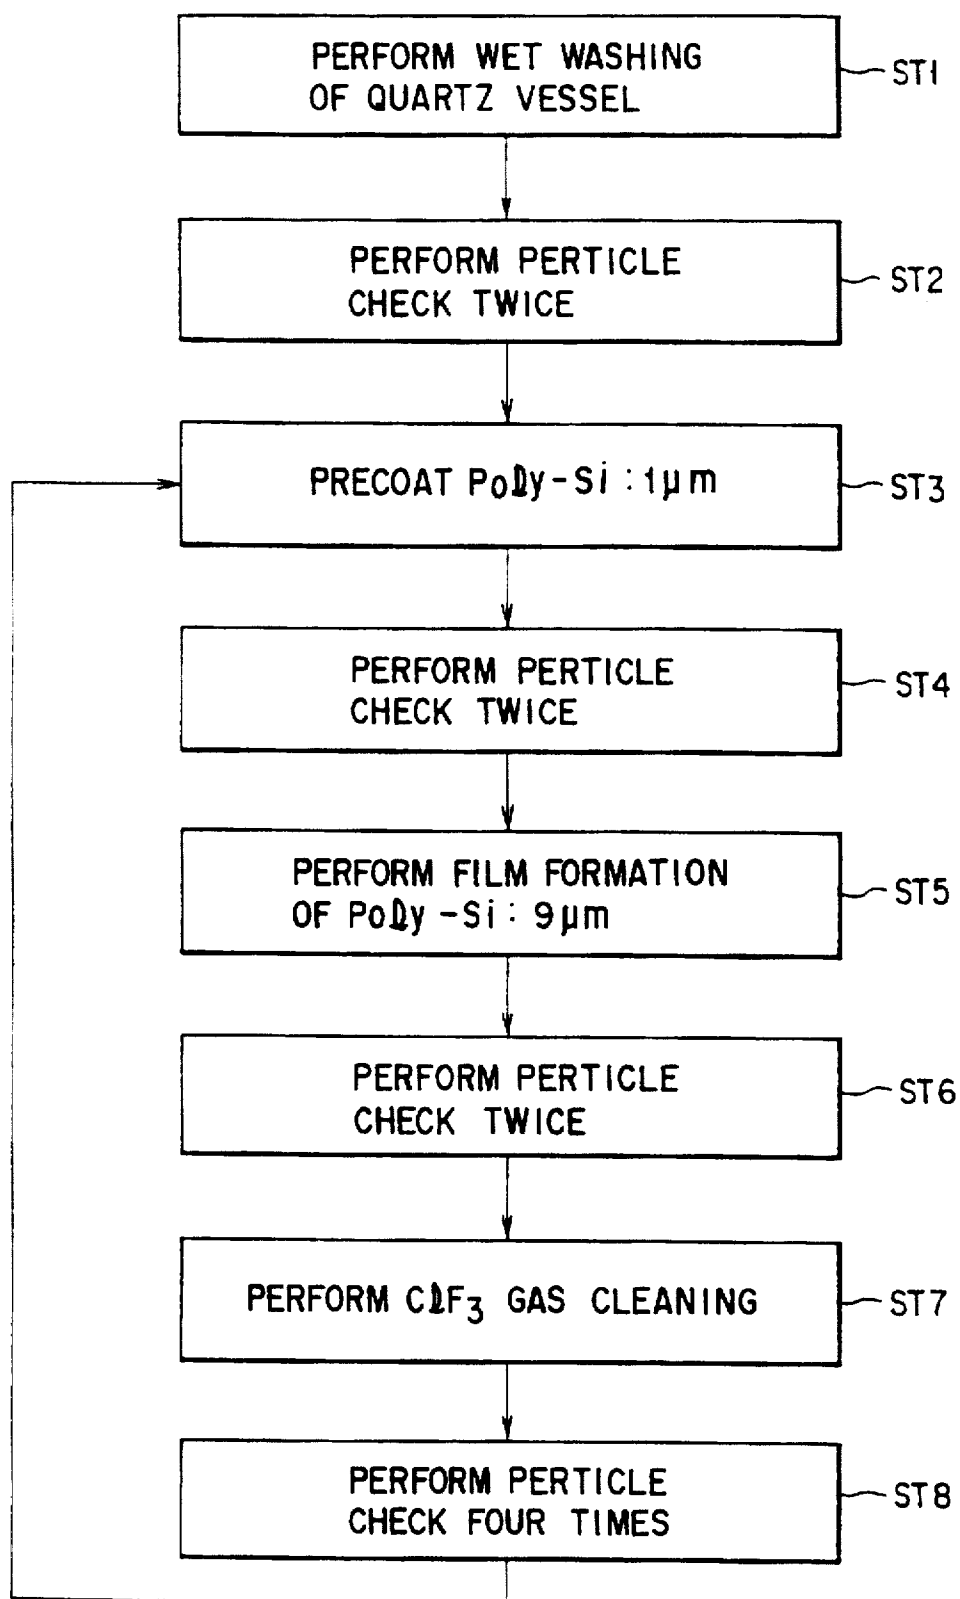 PERFORM WET WASHING
OF QUARTZ VESSEL
ST1
PERFORM PERTICLE
CHECK TWICE
ST2
PRECOAT Poly-Si : 1μm
ST3
PERFORM PERTICLE
CHECK TWICE
ST4
PERFORM FILM FORMATION
OF Poly-Si : 9μm
ST5
PERFORM PERTICLE
CHECK TWICE
ST6
PERFORM ClF3 GAS CLEANING
ST7
PERFORM PERTICLE
CHECK FOUR TIMES
ST8